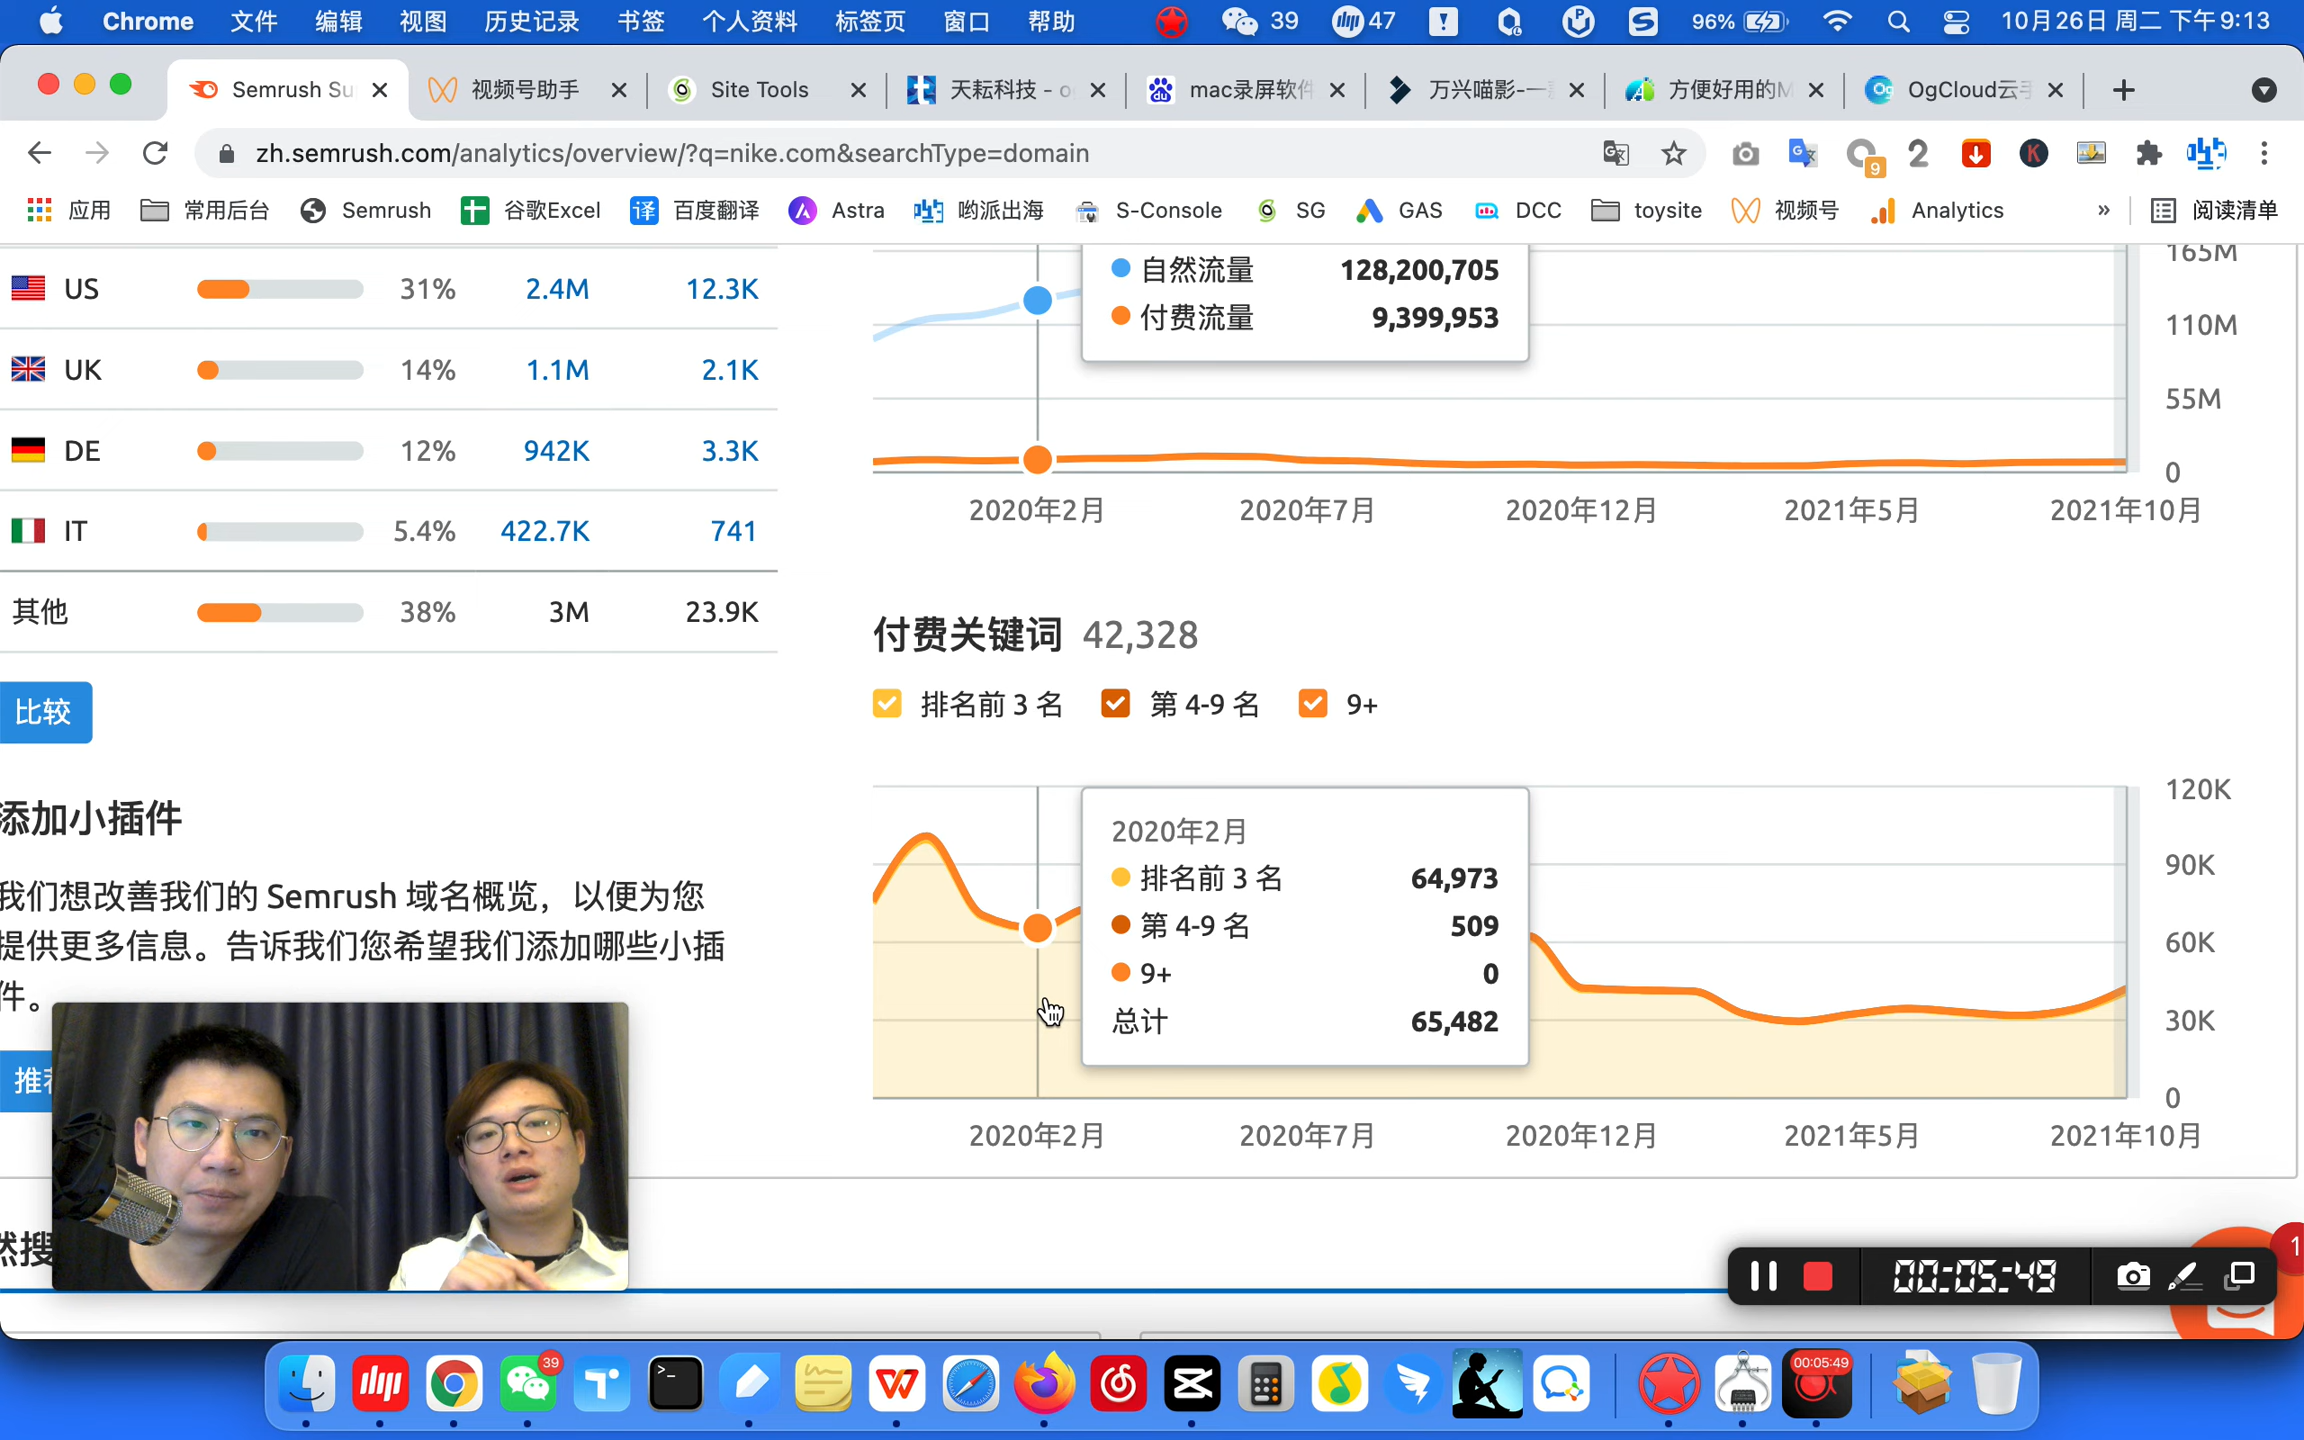 Chrome 文件 编辑 视图 历史记录 书签 个人资料 标签页 窗口 帮助 39 47 96% 10月26日 周二 下午9:13
Semrush Su 视频号助手 Site Tools 天耘科技 - o mac录屏软件 万兴喵影-一 方便好用的M OgCloud云手
zh.semrush.com/analytics/overview/?q=nike.com&searchType=domain 9
应用 常用后台 Semrush 谷歌Excel 百度翻译 Astra 哟派出海 S-Console SG GAS DCC toysite 视频号 Analytics » 阅读清单
US 31% 2.4M 12.3K
UK 14% 1.1M 2.1K
DE 12% 942K 3.3K
IT 5.4% 422.7K 741
其他 38% 3M 23.9K
比较
添加小插件
我们想改善我们的 Semrush 域名概览，以便为您
提供更多信息。告诉我们您希望我们添加哪些小插
件。
推荐
然搜
自然流量 128,200,705
付费流量 9,399,953
165M
110M
55M
0
2020年2月 2020年7月 2020年12月 2021年5月 2021年10月
付费关键词 42,328
排名前 3 名 第 4-9 名 9+
2020年2月
排名前 3 名 64,973
第 4-9 名 509
9+ 0
总计 65,482
120K
90K
60K
30K
0
2020年2月 2020年7月 2020年12月 2021年5月 2021年10月
1
00:05:49
39
00:05:49